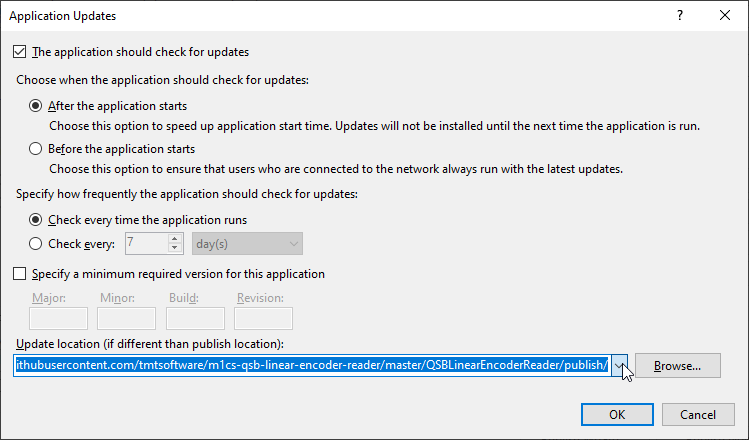 Application Updates
The application should check for updates
Choose when the application should check for updates:
After the application starts
Choose this option to speed up application start time. Updates will not be installed until the next time the application is run.
Before the application starts
Choose this option to ensure that users who are connected to the network always run with the latest updates.
Specify how frequently the application should check for updates:
Check every time the application runs
Check every: 7 day(s)
Specify a minimum required version for this application
Major: Minor: Build: Revision:
Update location (if different than publish location):
ithubusercontent.com/tmtsoftware/m1cs-qsb-linear-encoder-reader/master/QSBLinearEncoderReader/publish/ Browse...
OK Cancel